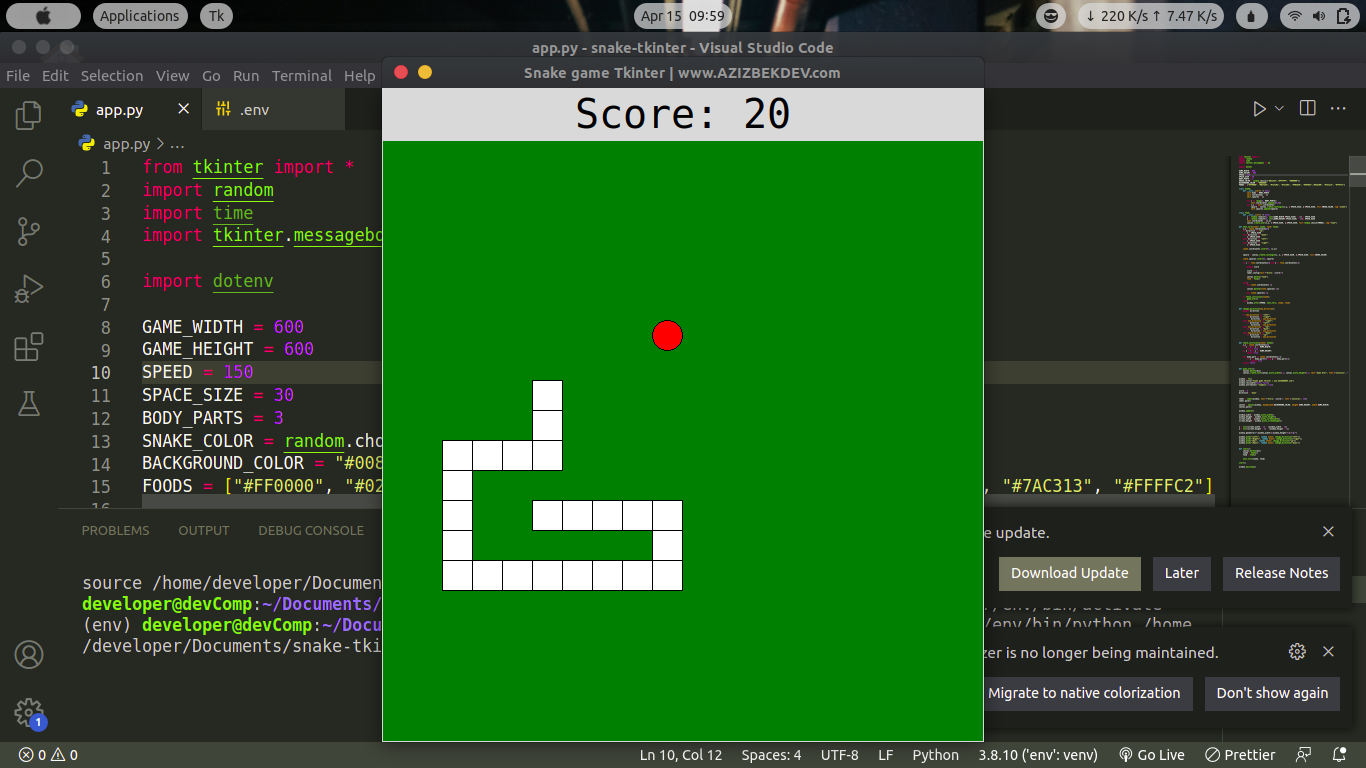 Applications
Tk
Apr 15 09:59
↓ 220 K/s ↑ 7.47 K/s
app.py - snake-tkinter - Visual Studio Code
File Edit Selection View Go Run Terminal Help
Snake game Tkinter | www.AZIZBEKDEV.com
Score: 20
app.py
.env
app.py > ...
1 from tkinter import *
2 import random
3 import time
4 import tkinter.messagebo
5
6 import dotenv
7
8 GAME_WIDTH = 600
9 GAME_HEIGHT = 600
10 SPEED = 150
11 SPACE_SIZE = 30
12 BODY_PARTS = 3
13 SNAKE_COLOR = random.cho
14 BACKGROUND_COLOR = "#008
15 FOODS = ["#FF0000", "#02 , "#7AC313", "#FFFFC2"]
16
PROBLEMS OUTPUT DEBUG CONSOLE
source /home/developer/Documen
developer@devComp:~/Documents/
(env) developer@devComp:~/Docu /env/bin/python /home
/developer/Documents/snake-tki
e update.
Download Update Later Release Notes
zer is no longer being maintained.
Migrate to native colorization Don't show again
1
0 0
Ln 10, Col 12 Spaces: 4 UTF-8 LF Python 3.8.10 ('env': venv) Go Live Prettier